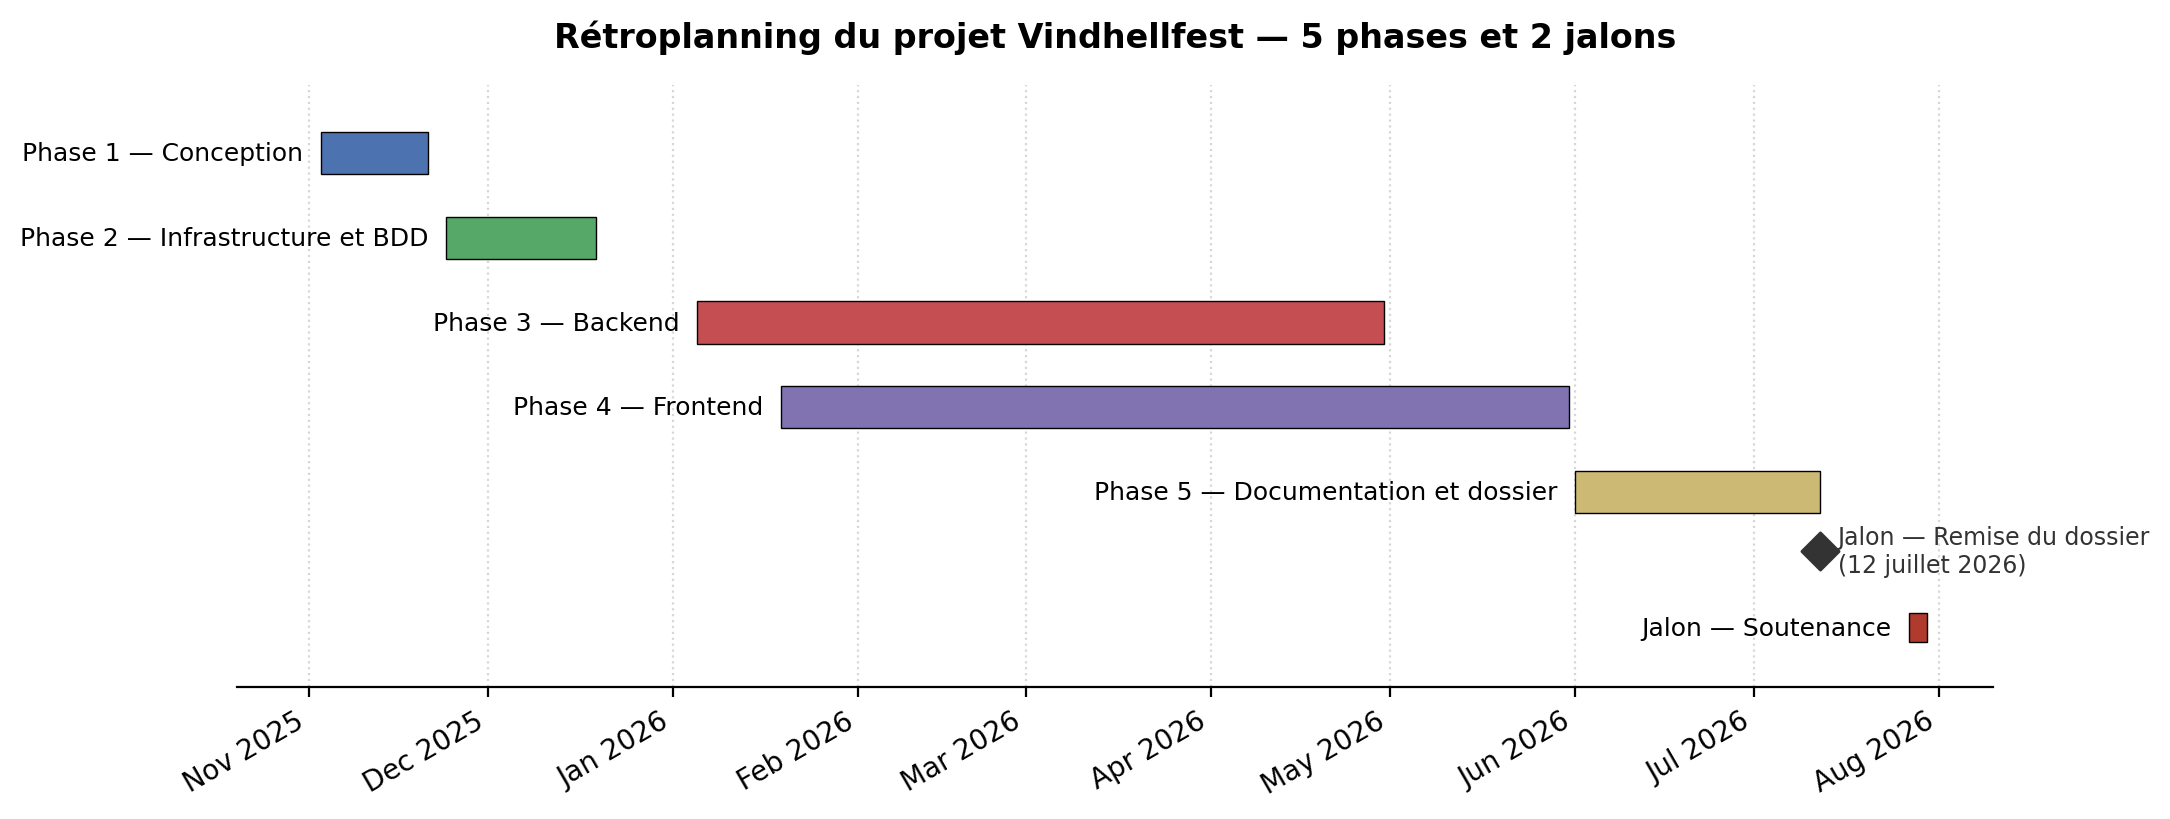 Rétroplanning du projet Vindhellfest — 5 phases et 2 jalons
Phase 1 — Conception
Phase 2 — Infrastructure et BDD
Phase 3 — Backend
Phase 4 — Frontend
Phase 5 — Documentation et dossier
Jalon — Remise du dossier
(12 juillet 2026)
Jalon — Soutenance
Nov 2025
Dec 2025
Jan 2026
Feb 2026
Mar 2026
Apr 2026
May 2026
Jun 2026
Jul 2026
Aug 2026